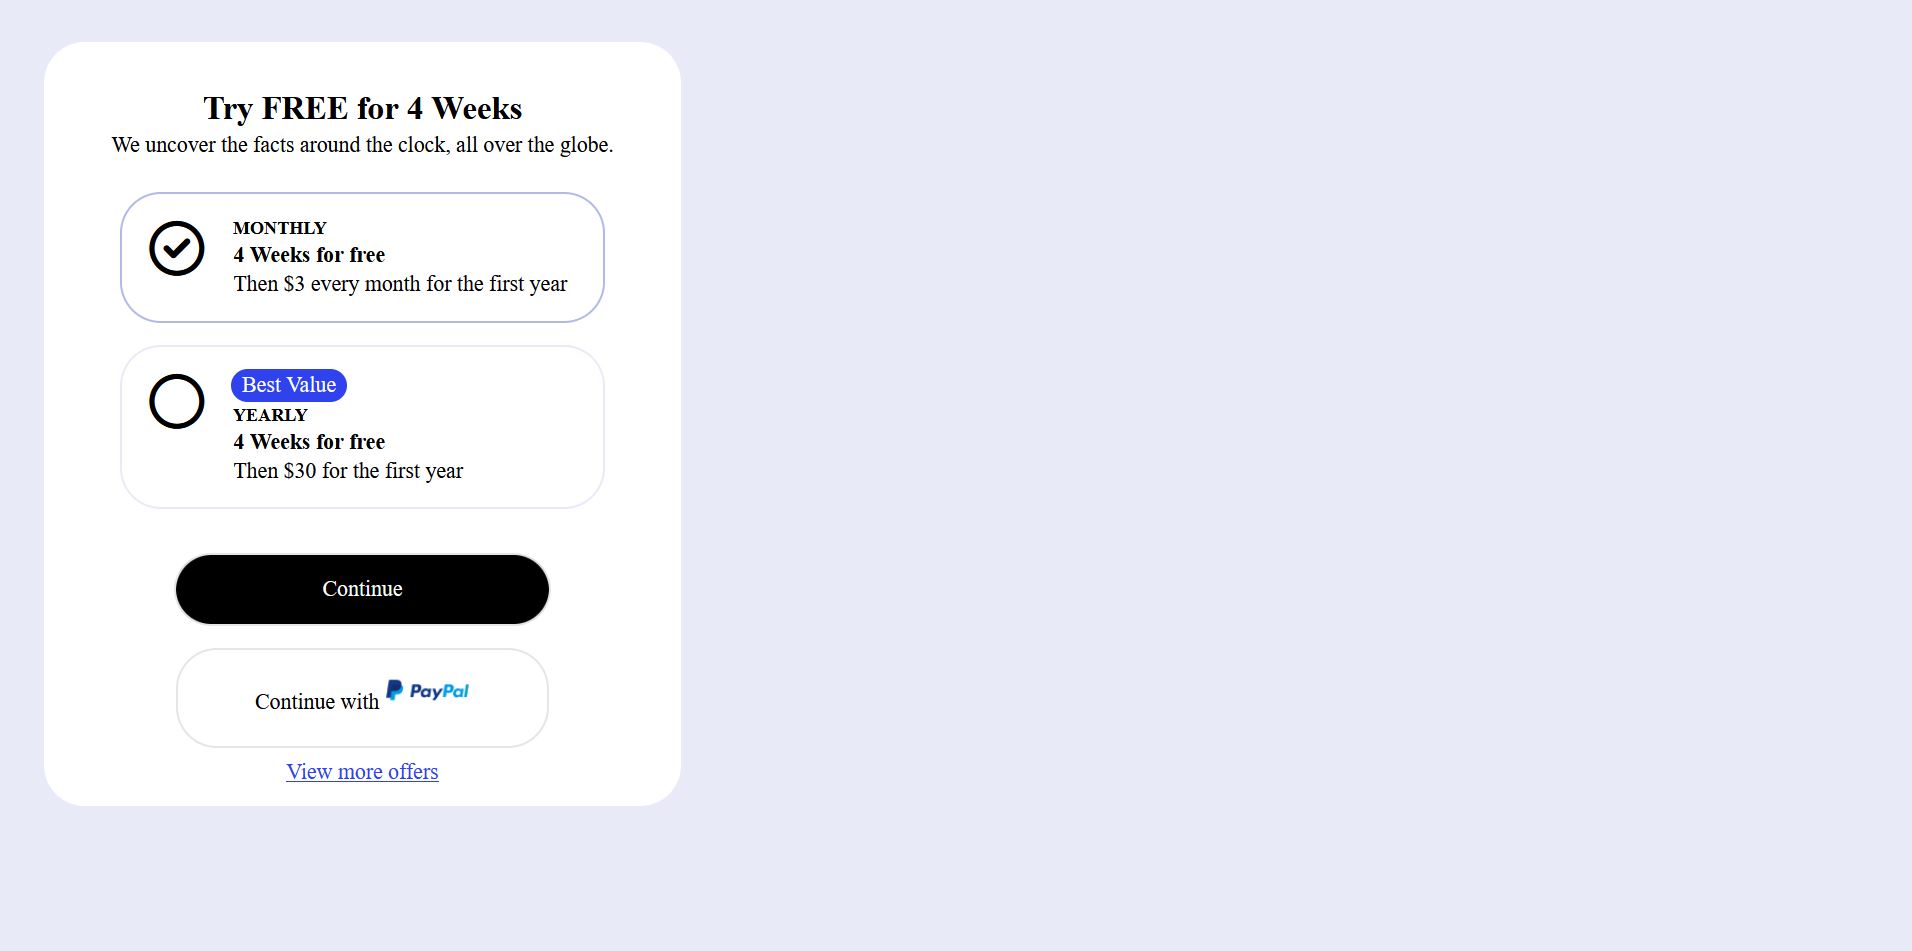 Try FREE for 4 Weeks
We uncover the facts around the clock, all over the globe.
MONTHLY
4 Weeks for free
Then $3 every month for the first year
Best Value
YEARLY
4 Weeks for free
Then $30 for the first year
Continue
Continue with PayPal
View more offers